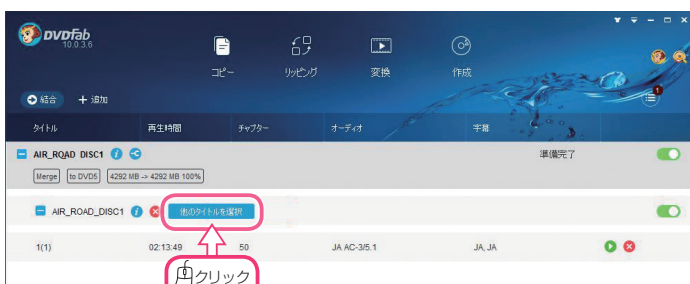 DVDFab
10.0.3.6
コピー
リッピング
変換
作成
結合 + 追加
1
タイトル 再生時間 チャプター オーディオ 字幕
AIR_ROAD DISC1 準備完了
Merge to DVD5 4292 MB -> 4292 MB 100%
AIR_ROAD_DISC1 他のタイトルを選択
1(1) 02:13:49 50 JA AC-3/5.1 JA, JA
クリック